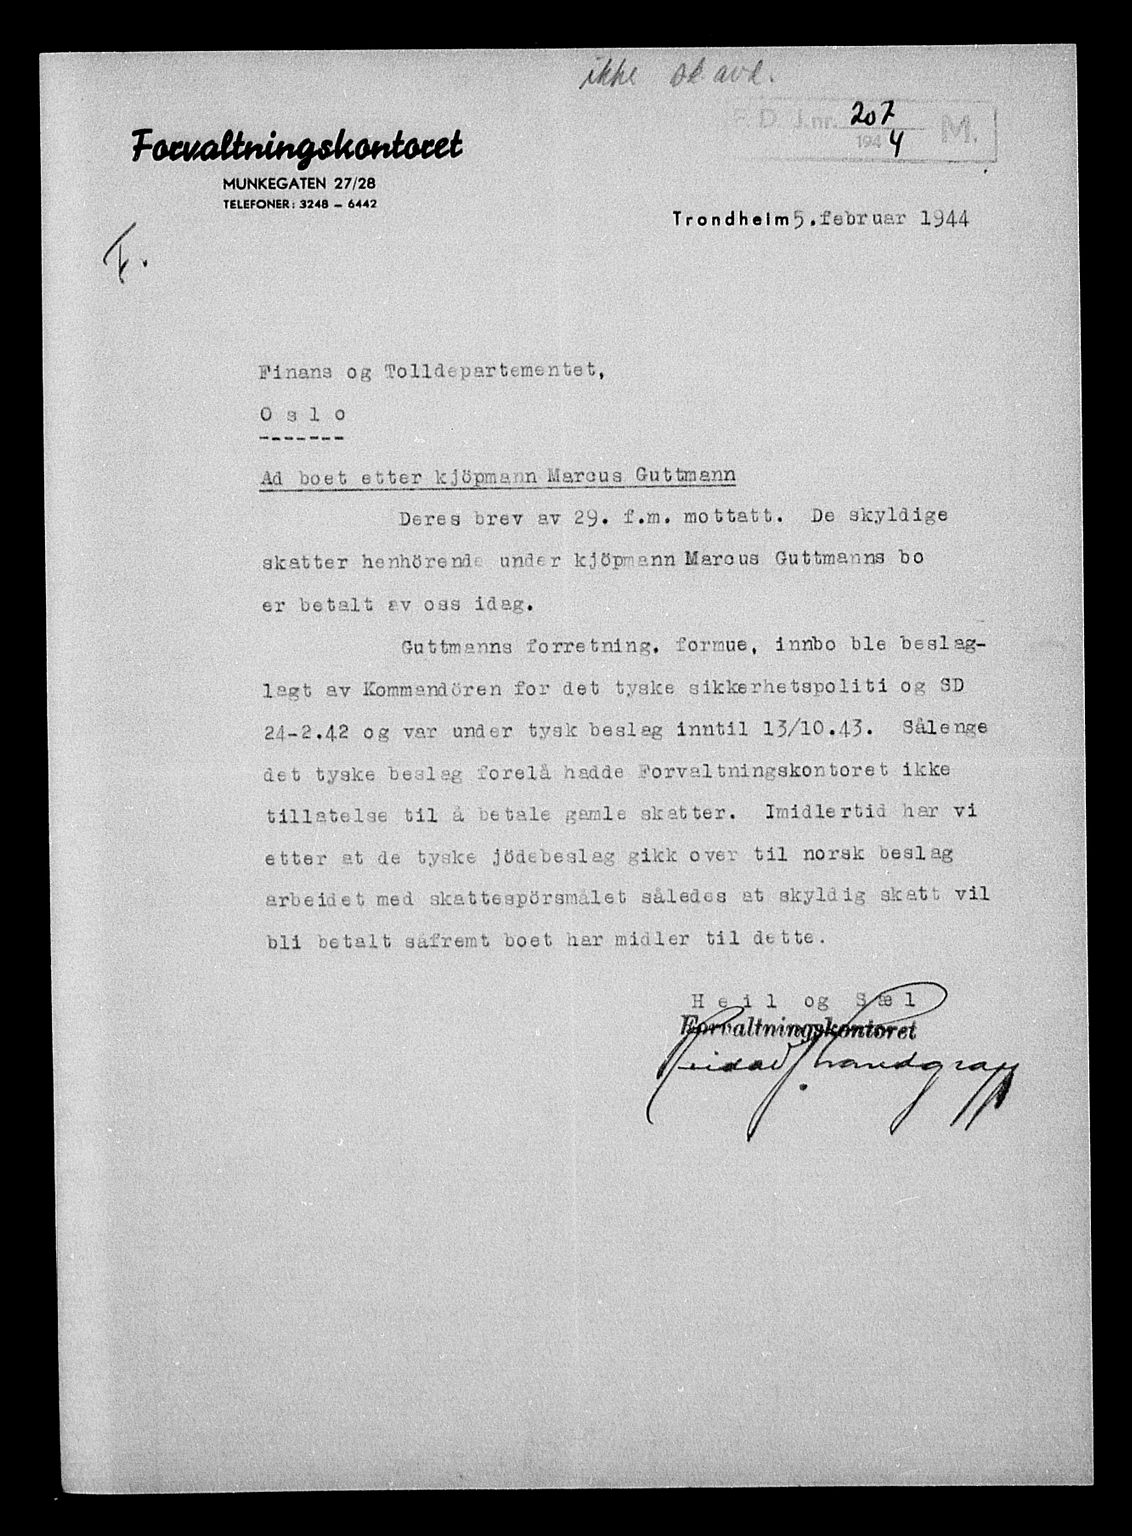 ikke sk avd.
F. D. J.nr. 207
1944 M.
Forvaltningskontoret
MUNKEGATEN 27/28
TELEFONER: 3248 – 6442
Trondheim 5.februar 1944
F.
Finans og Tolldepartementet,
O s l o
-------
Ad boet etter kjöpmann Marcus Guttmann
Deres brev av 29. f.m. mottatt. De skyldige
skatter henhörende under kjöpmann Marcus Guttmanns bo
er betalt av oss idag.
Guttmanns forretning. formue, innbo ble beslag-
lagt av Kommandören for det tyske sikkerhetspoliti og SD
24-2.42 og var under tysk beslag inntil 13/10.43. Sålenge
det tyske beslag forelå hadde Forvaltningskontoret ikke
tillatelse til å betale gamle skatter. Imidlertid har vi
etter at de tyske jödebeslag gikk over til norsk beslag
arbeidet med skattespörsmålet således at skyldig skatt vil
bli betalt såfremt boet har midler til dette.
H e i l og S æ l
Forvaltningskontoret
Reidar